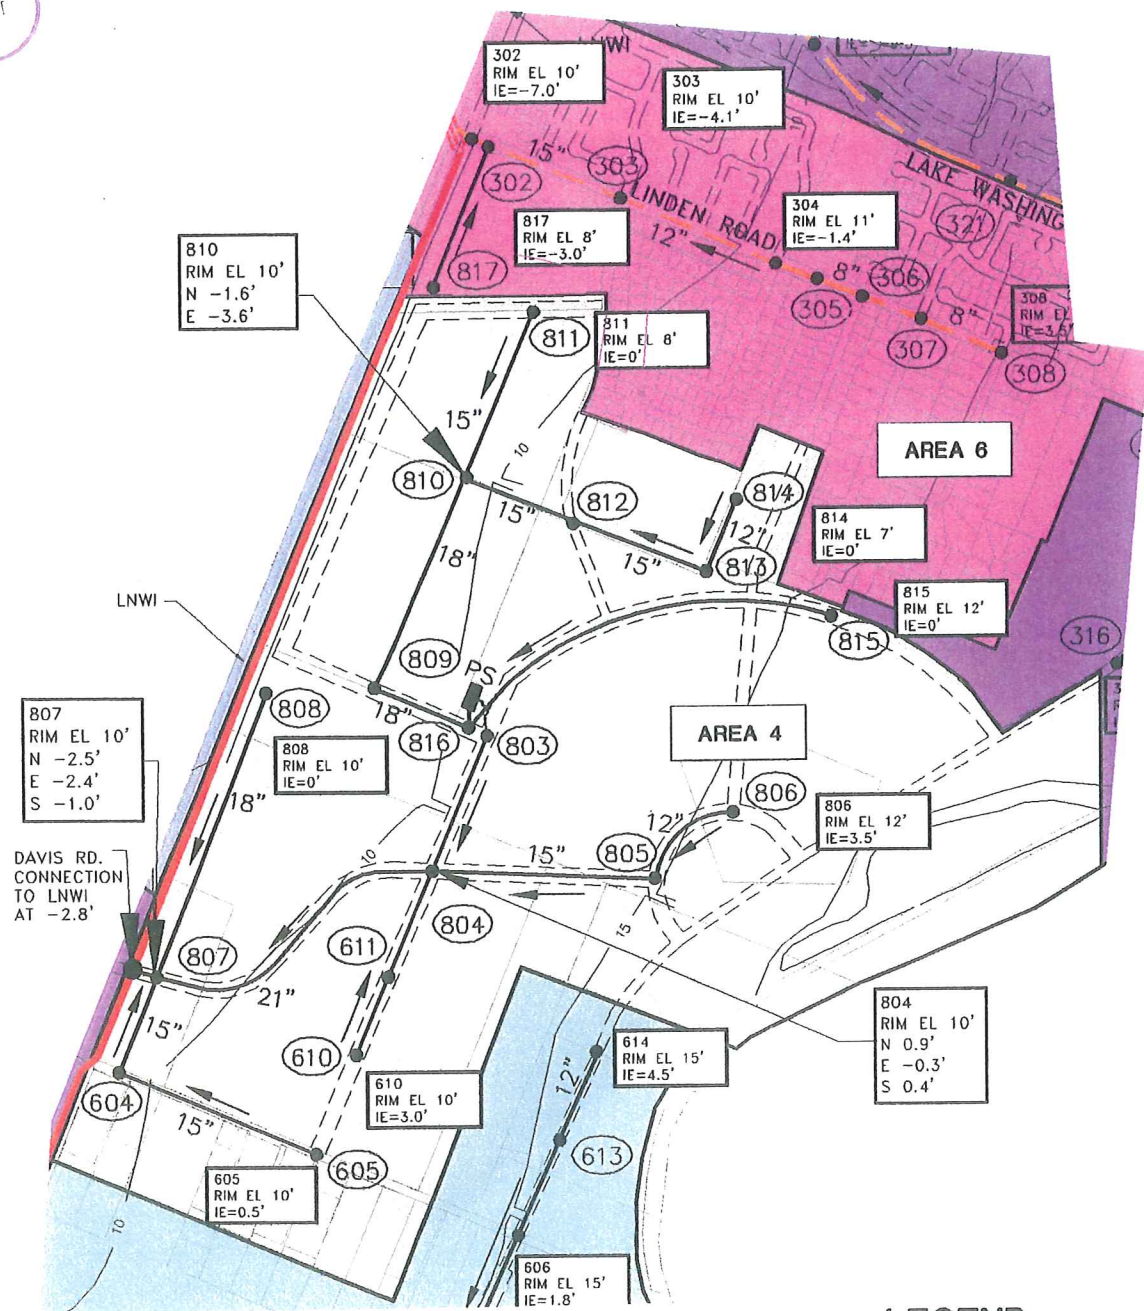 302
RIM EL 10'
IE=-7.0'
303
RIM EL 10'
IE=-4.1'
15"
303
302
LINDEN ROAD
LAKE WASHING
304
RIM EL 11'
IE=-1.4'
321
817
RIM EL 8'
IE=-3.0'
12"
810
RIM EL 10'
N -1.6'
E -3.6'
817
8"
306
305
308
RIM EL
IE=3.5'
8"
307
308
811
811
RIM EL 8'
IE=0'
15"
10
AREA 6
810
812
814
15"
12"
814
RIM EL 7'
IE=0'
18"
15"
813
LNWI
815
RIM EL 12'
IE=0'
815
316
809
PS
808
18"
816
803
AREA 4
807
RIM EL 10'
N -2.5'
E -2.4'
S -1.0'
808
RIM EL 10'
IE=0'
18"
806
806
RIM EL 12'
IE=3.5'
12"
805
15"
10
DAVIS RD.
CONNECTION
TO LNWI
AT -2.8'
804
15
807
611
21"
15"
804
RIM EL 10'
N 0.9'
E -0.3'
S 0.4'
610
614
RIM EL 15'
IE=4.5'
12"
610
RIM EL 10'
IE=3.0'
604
15"
613
605
605
RIM EL 10'
IE=0.5'
10
606
RIM EL 15'
IE=1.8'
LEGEND